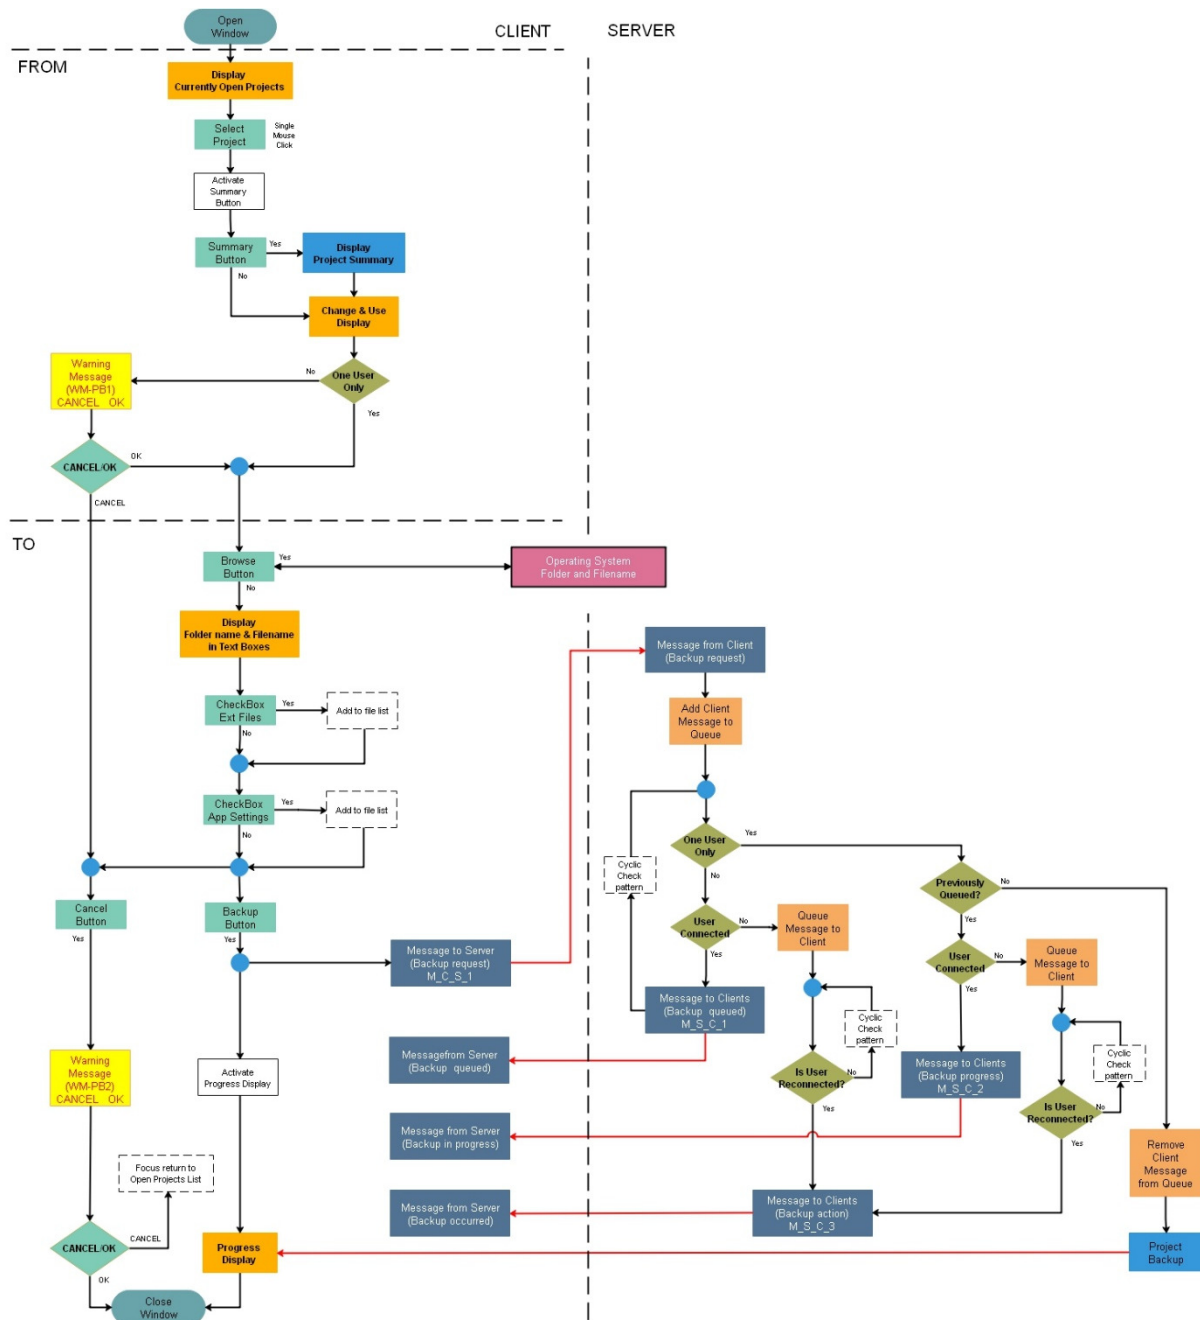 Open
Window
CLIENT
SERVER
FROM
Display
Currently Open Projects
Select
Project
Single
Mouse
Click
Activate
Summary
Button
Summary
Button
Yes
No
Display
Project Summary
Change & Use
Display
One User
Only
No
Yes
Warning
Message
(WM-PB1)
CANCEL OK
CANCEL/OK
OK
CANCEL
TO
Browse
Button
Yes
No
Operating System
Folder and Filename
Display
Folder name & Filename
in Text Boxes
CheckBox
Ext Files
Yes
No
Add to file list
CheckBox
App Settings
Yes
No
Add to file list
Cancel
Button
Yes
Backup
Button
Yes
Message to Server
(Backup request)
M_C_S_1
Message from Client
(Backup request)
Add Client
Message to
Queue
One User
Only
Yes
No
Cyclic
Check
pattern
User
Connected
No
Yes
Queue
Message to
Client
Message to Clients
(Backup queued)
M_S_C_1
Cyclic
Check
pattern
Is User
Reconnected?
No
Yes
Previously
Queued?
No
Yes
User
Connected
No
Yes
Queue
Message to
Client
Message to Clients
(Backup progress)
M_S_C_2
Cyclic
Check
pattern
Is User
Reconnected?
No
Yes
Messagefrom Server
(Backup queued)
Message from Server
(Backup in progress)
Message from Server
(Backup occurred)
Message to Clients
(Backup action)
M_S_C_3
Remove
Client
Message
from Queue
Project
Backup
Activate
Progress Display
Warning
Message
(WM-PB2)
CANCEL OK
Focus return to
Open Projects List
CANCEL/OK
CANCEL
OK
Progress
Display
Close
Window